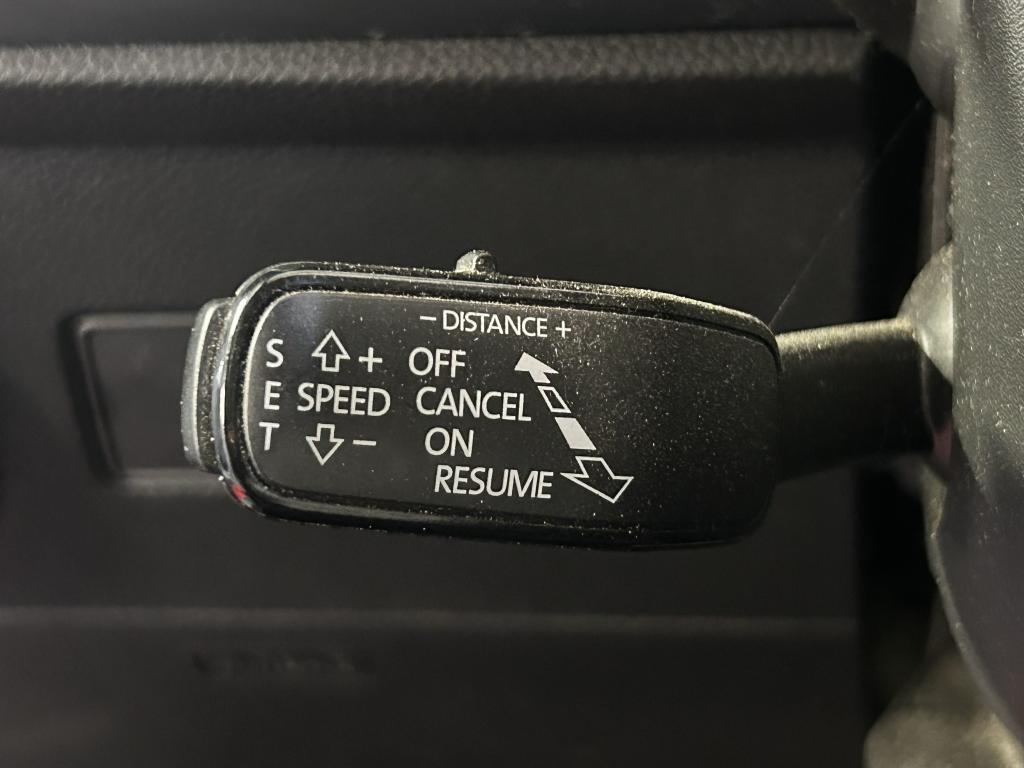 − DISTANCE +
S + OFF
E SPEED CANCEL
T − ON
RESUME